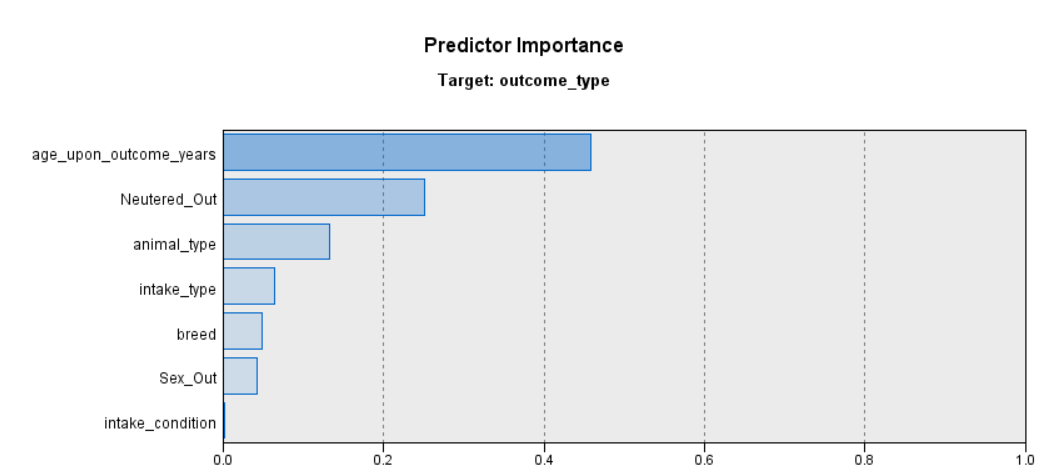 Predictor Importance
Target: outcome_type
age_upon_outcome_years
Neutered_Out
animal_type
intake_type
breed
Sex_Out
intake_condition
0.0 0.2 0.4 0.6 0.8 1.0